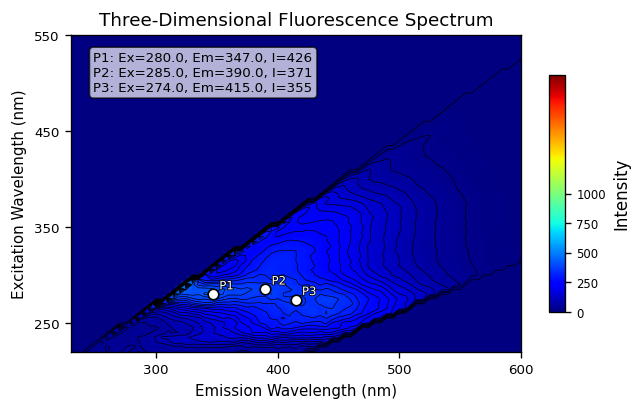 Three-Dimensional Fluorescence Spectrum
P1: Ex=280.0, Em=347.0, I=426
P2: Ex=285.0, Em=390.0, I=371
P3: Ex=274.0, Em=415.0, I=355
550
450
350
250
Excitation Wavelength (nm)
P1
P2
P3
300
400
500
600
Emission Wavelength (nm)
1000
750
500
250
0
Intensity